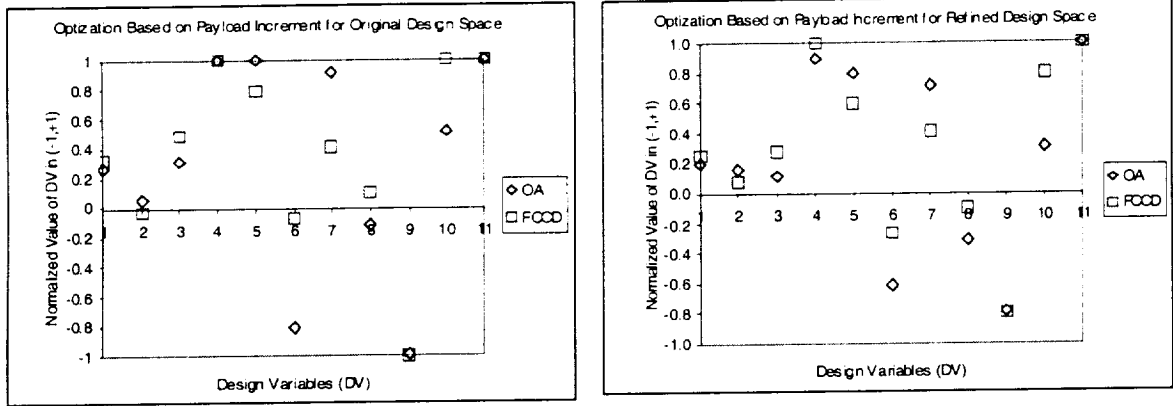 Optization Based on Payload Increment for Original Design Space
Normalized Value of DV in (-1,+1)
1
0.8
0.6
0.4
0.2
0
-0.2
-0.4
-0.6
-0.8
-1
1 2 3 4 5 6 7 8 9 10 11
Design Variables (DV)
OA
FCCD
Optization Based on Payload Increment for Refined Design Space
Normalized Value of DV in (-1,+1)
1.0
0.8
0.6
0.4
0.2
0.0
-0.2
-0.4
-0.6
-0.8
-1.0
1 2 3 4 5 6 7 8 9 10 11
Design Variables (DV)
OA
FCCD